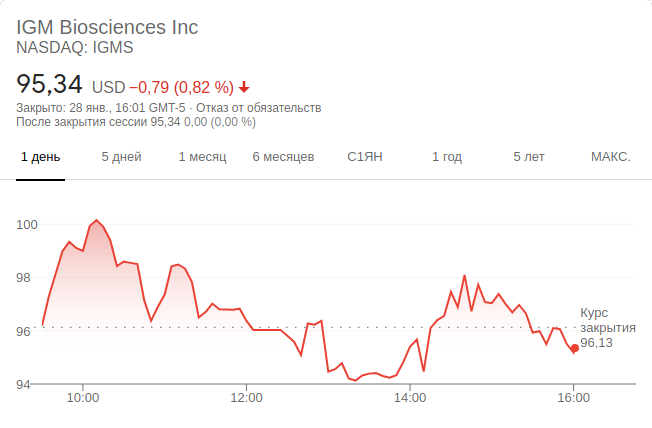 IGM Biosciences Inc
NASDAQ: IGMS
95,34 USD −0,79 (0,82 %)
Закрыто: 28 янв., 16:01 GMT-5 · Отказ от обязательств
После закрытия сессии 95,34 0,00 (0,00 %)
1 день 5 дней 1 месяц 6 месяцев С1ЯН 1 год 5 лет МАКС.
100
98
96
94
Курс
закрытия
96,13
10:00 12:00 14:00 16:00